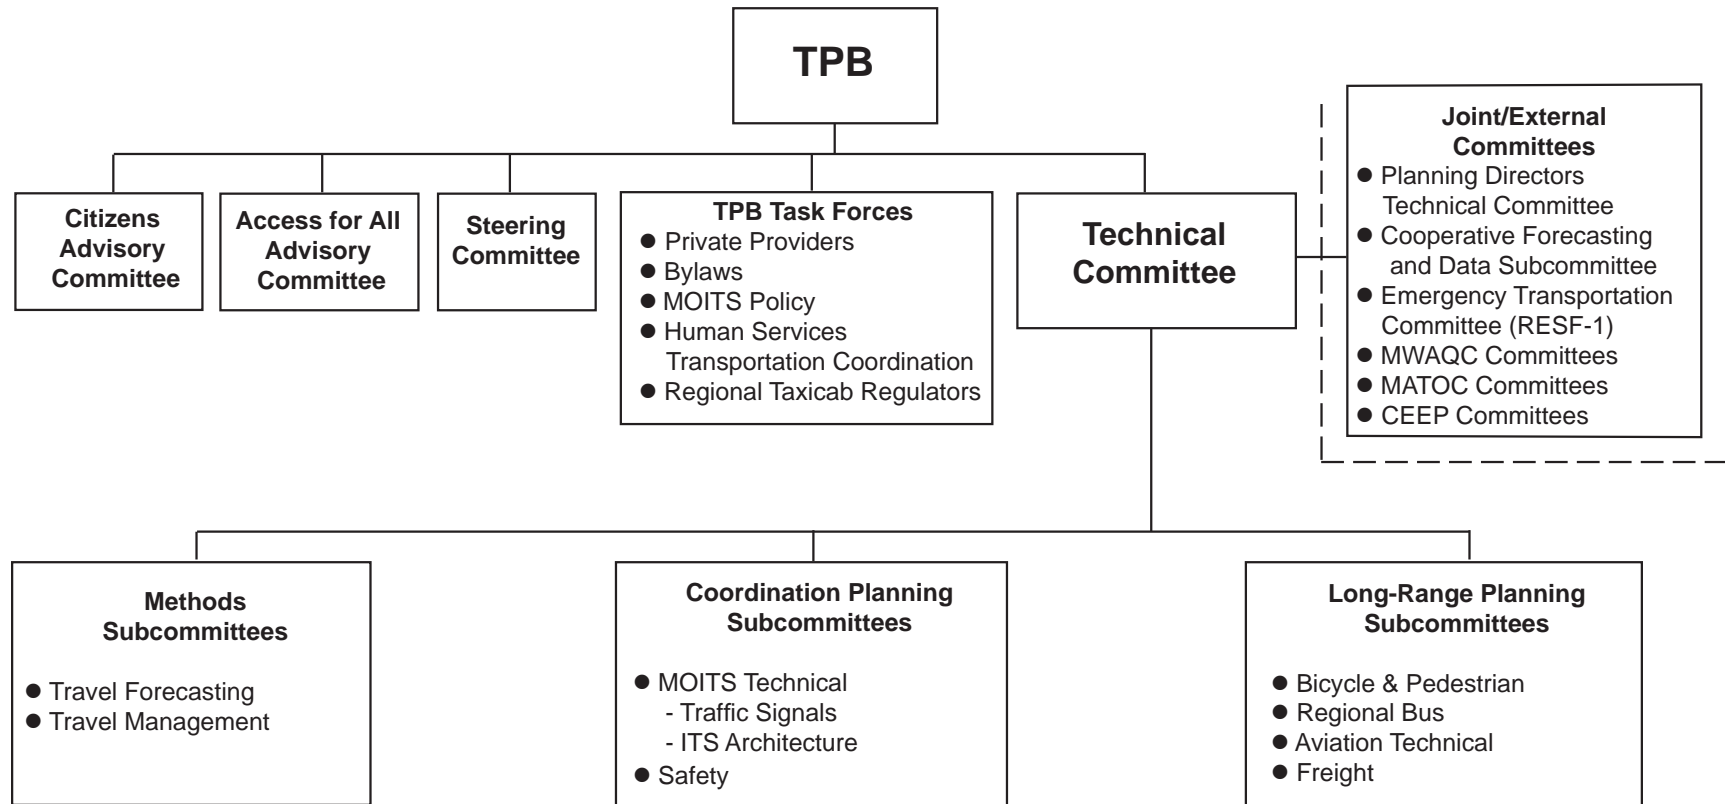 TPB
Joint/External
Committees
● Planning Directors
Technical Committee
● Cooperative Forecasting
and Data Subcommittee
● Emergency Transportation
Committee (RESF-1)
● MWAQC Committees
● MATOC Committees
● CEEP Committees
Citizens
Advisory
Committee
Access for All
Advisory
Committee
Steering
Committee
TPB Task Forces
● Private Providers
● Bylaws
● MOITS Policy
● Human Services
Transportation Coordination
● Regional Taxicab Regulators
Technical
Committee
Methods
Subcommittees
● Travel Forecasting
● Travel Management
Coordination Planning
Subcommittees
● MOITS Technical
- Traffic Signals
- ITS Architecture
● Safety
Long-Range Planning
Subcommittees
● Bicycle & Pedestrian
● Regional Bus
● Aviation Technical
● Freight